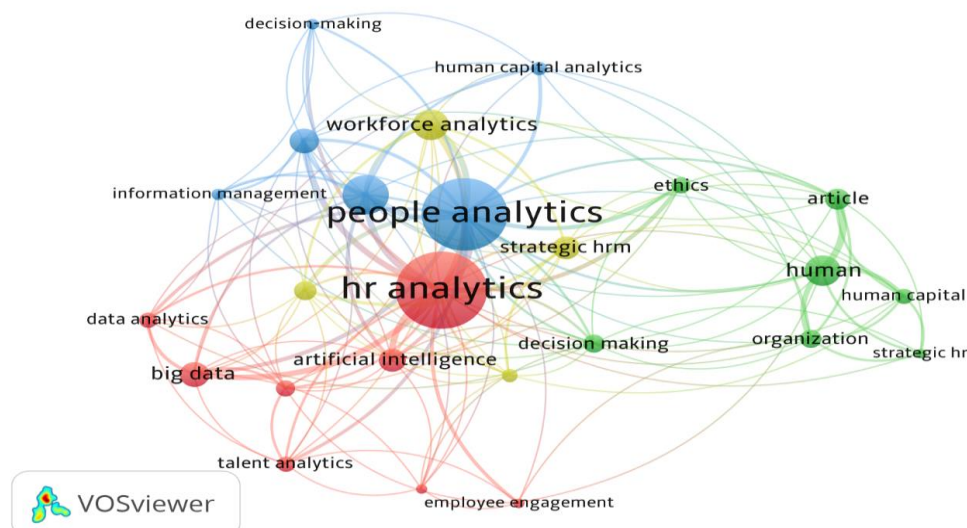 decision-making
human capital analytics
workforce analytics
information management
ethics
article
people analytics
strategic hrm
human
hr analytics
human capital
data analytics
decision making
organization
strategic hr
artificial intelligence
big data
talent analytics
employee engagement
VOSviewer